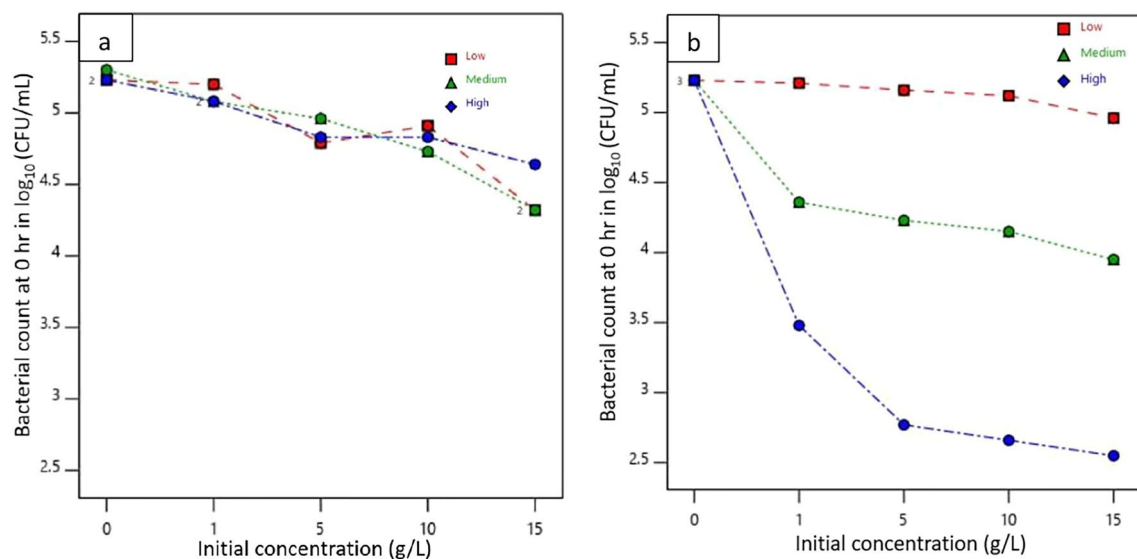 a
5.5
5
4.5
4
3.5
3
2.5
2
2
2
Low
Medium
High
0 1 5 10 15
Initial concentration (g/L)
Bacterial count at 0 hr in log10 (CFU/mL)
b
5.5
5
4.5
4
3.5
3
2.5
3
Low
Medium
High
0 1 5 10 15
Initial concentration (g/L)
Bacterial count at 0 hr in log10 (CFU/mL)